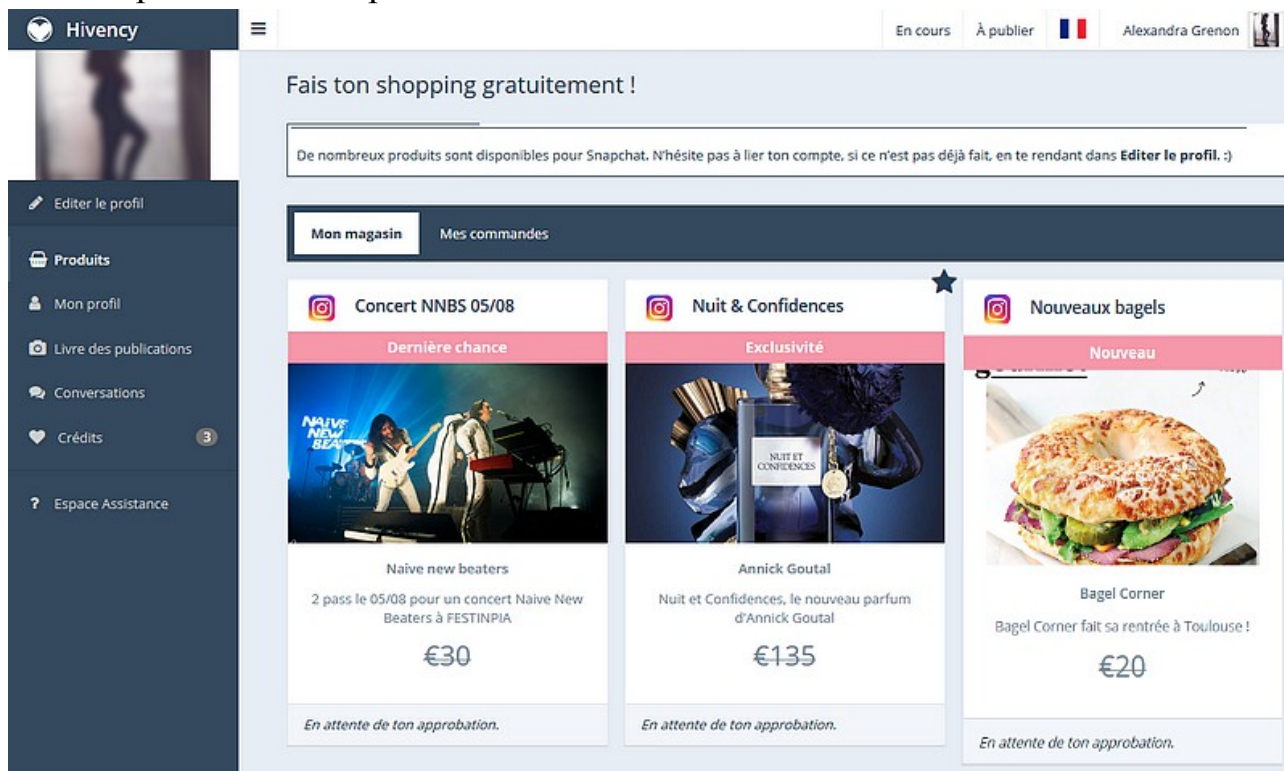 Hivency
En cours À publier Alexandra Grenon
Fais ton shopping gratuitement !
De nombreux produits sont disponibles pour Snapchat. N'hésite pas à lier ton compte, si ce n'est pas déjà fait, en te rendant dans Editer le profil. :)
Editer le profil
Produits
Mon profil
Livre des publications
Conversations
Crédits 3
? Espace Assistance
Mon magasin Mes commandes
Concert NNBS 05/08
Dernière chance
NAIVE
NEW
Naive new beaters
2 pass le 05/08 pour un concert Naive New
Beaters à FESTINPIA
€30
En attente de ton approbation.
Nuit & Confidences
Exclusivité
NUIT ET
CONFIDENCES
Annick Goutal
Nuit et Confidences, le nouveau parfum
d'Annick Goutal
€135
En attente de ton approbation.
Nouveaux bagels
Nouveau
Bagel Corner
Bagel Corner fait sa rentrée à Toulouse !
€20
En attente de ton approbation.